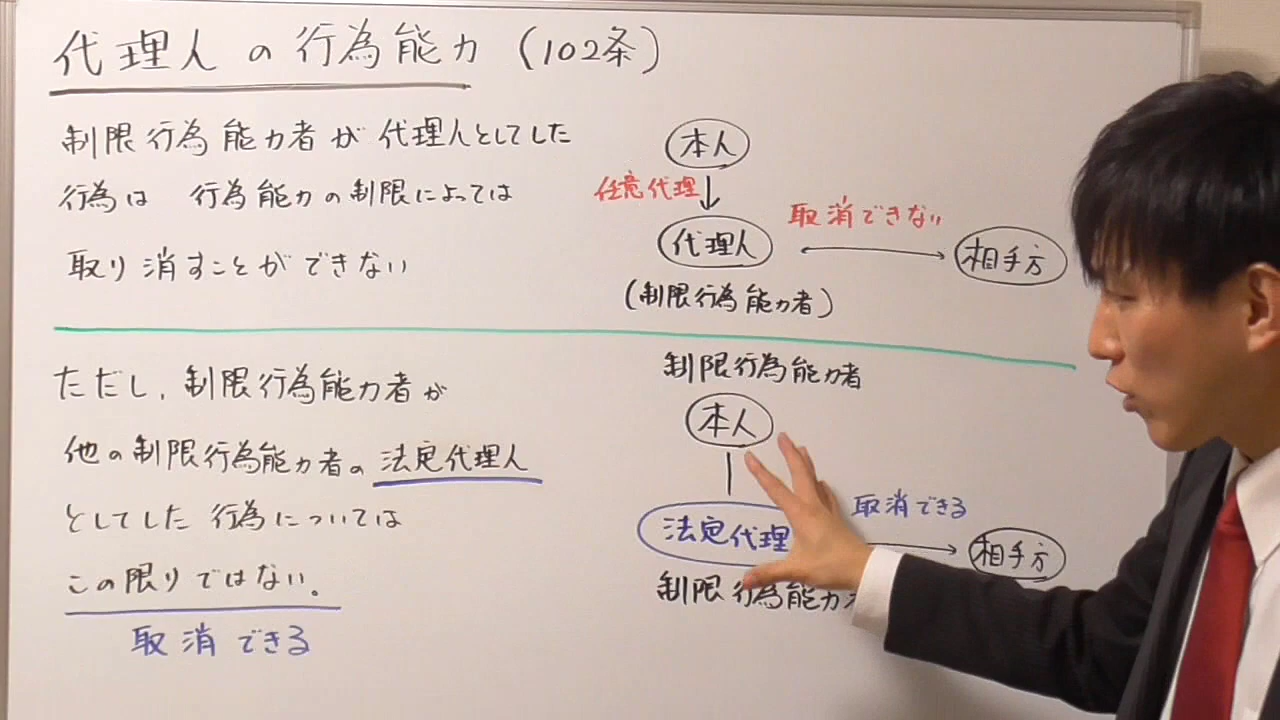 代理人の行為能力（102条）
制限行為能力者が代理人としてした
行為は 行為能力の制限によっては
取り消すことができない
本人
任意代理
代理人
取消できない
相手方
(制限行為能力者)
ただし、制限行為能力者が
他の制限行為能力者の法定代理人
としてした行為については
この限りではない。
取消できる
制限行為能力者
本人
法定代理
取消できる
相手方
制限行為能力